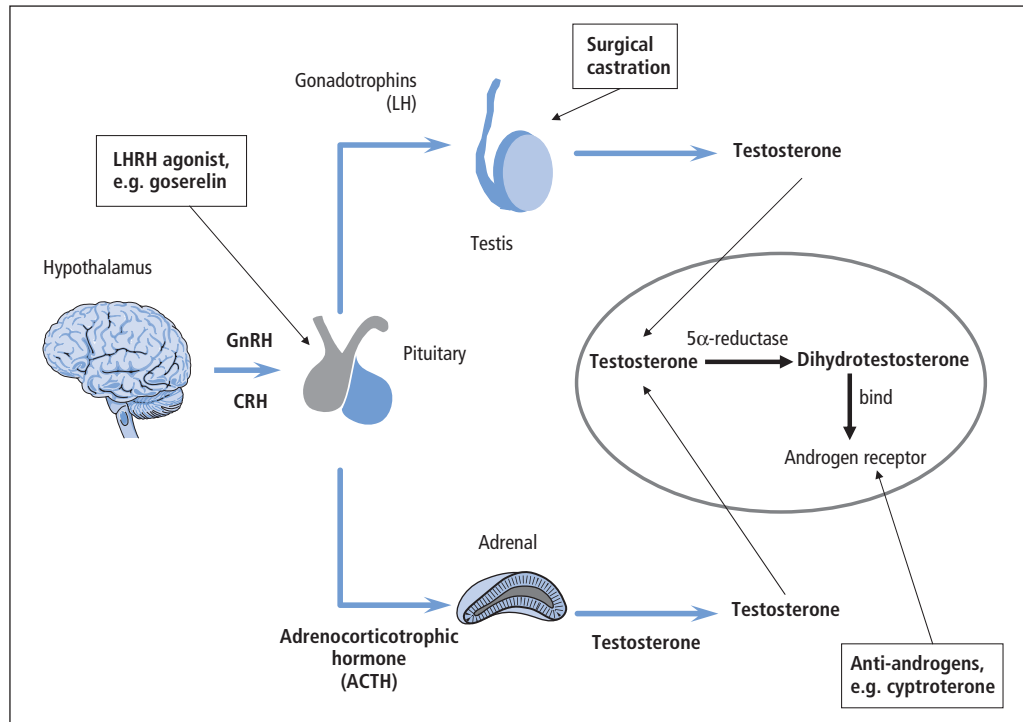 Surgical
castration
Gonadotrophins
(LH)
LHRH agonist,
e.g. goserelin
Testosterone
Testis
Hypothalamus
GnRH
CRH
Pituitary
5α-reductase
Testosterone
Dihydrotestosterone
bind
Androgen receptor
Adrenal
Testosterone
Adrenocorticotrophic
hormone
(ACTH)
Testosterone
Anti-androgens,
e.g. cyptroterone